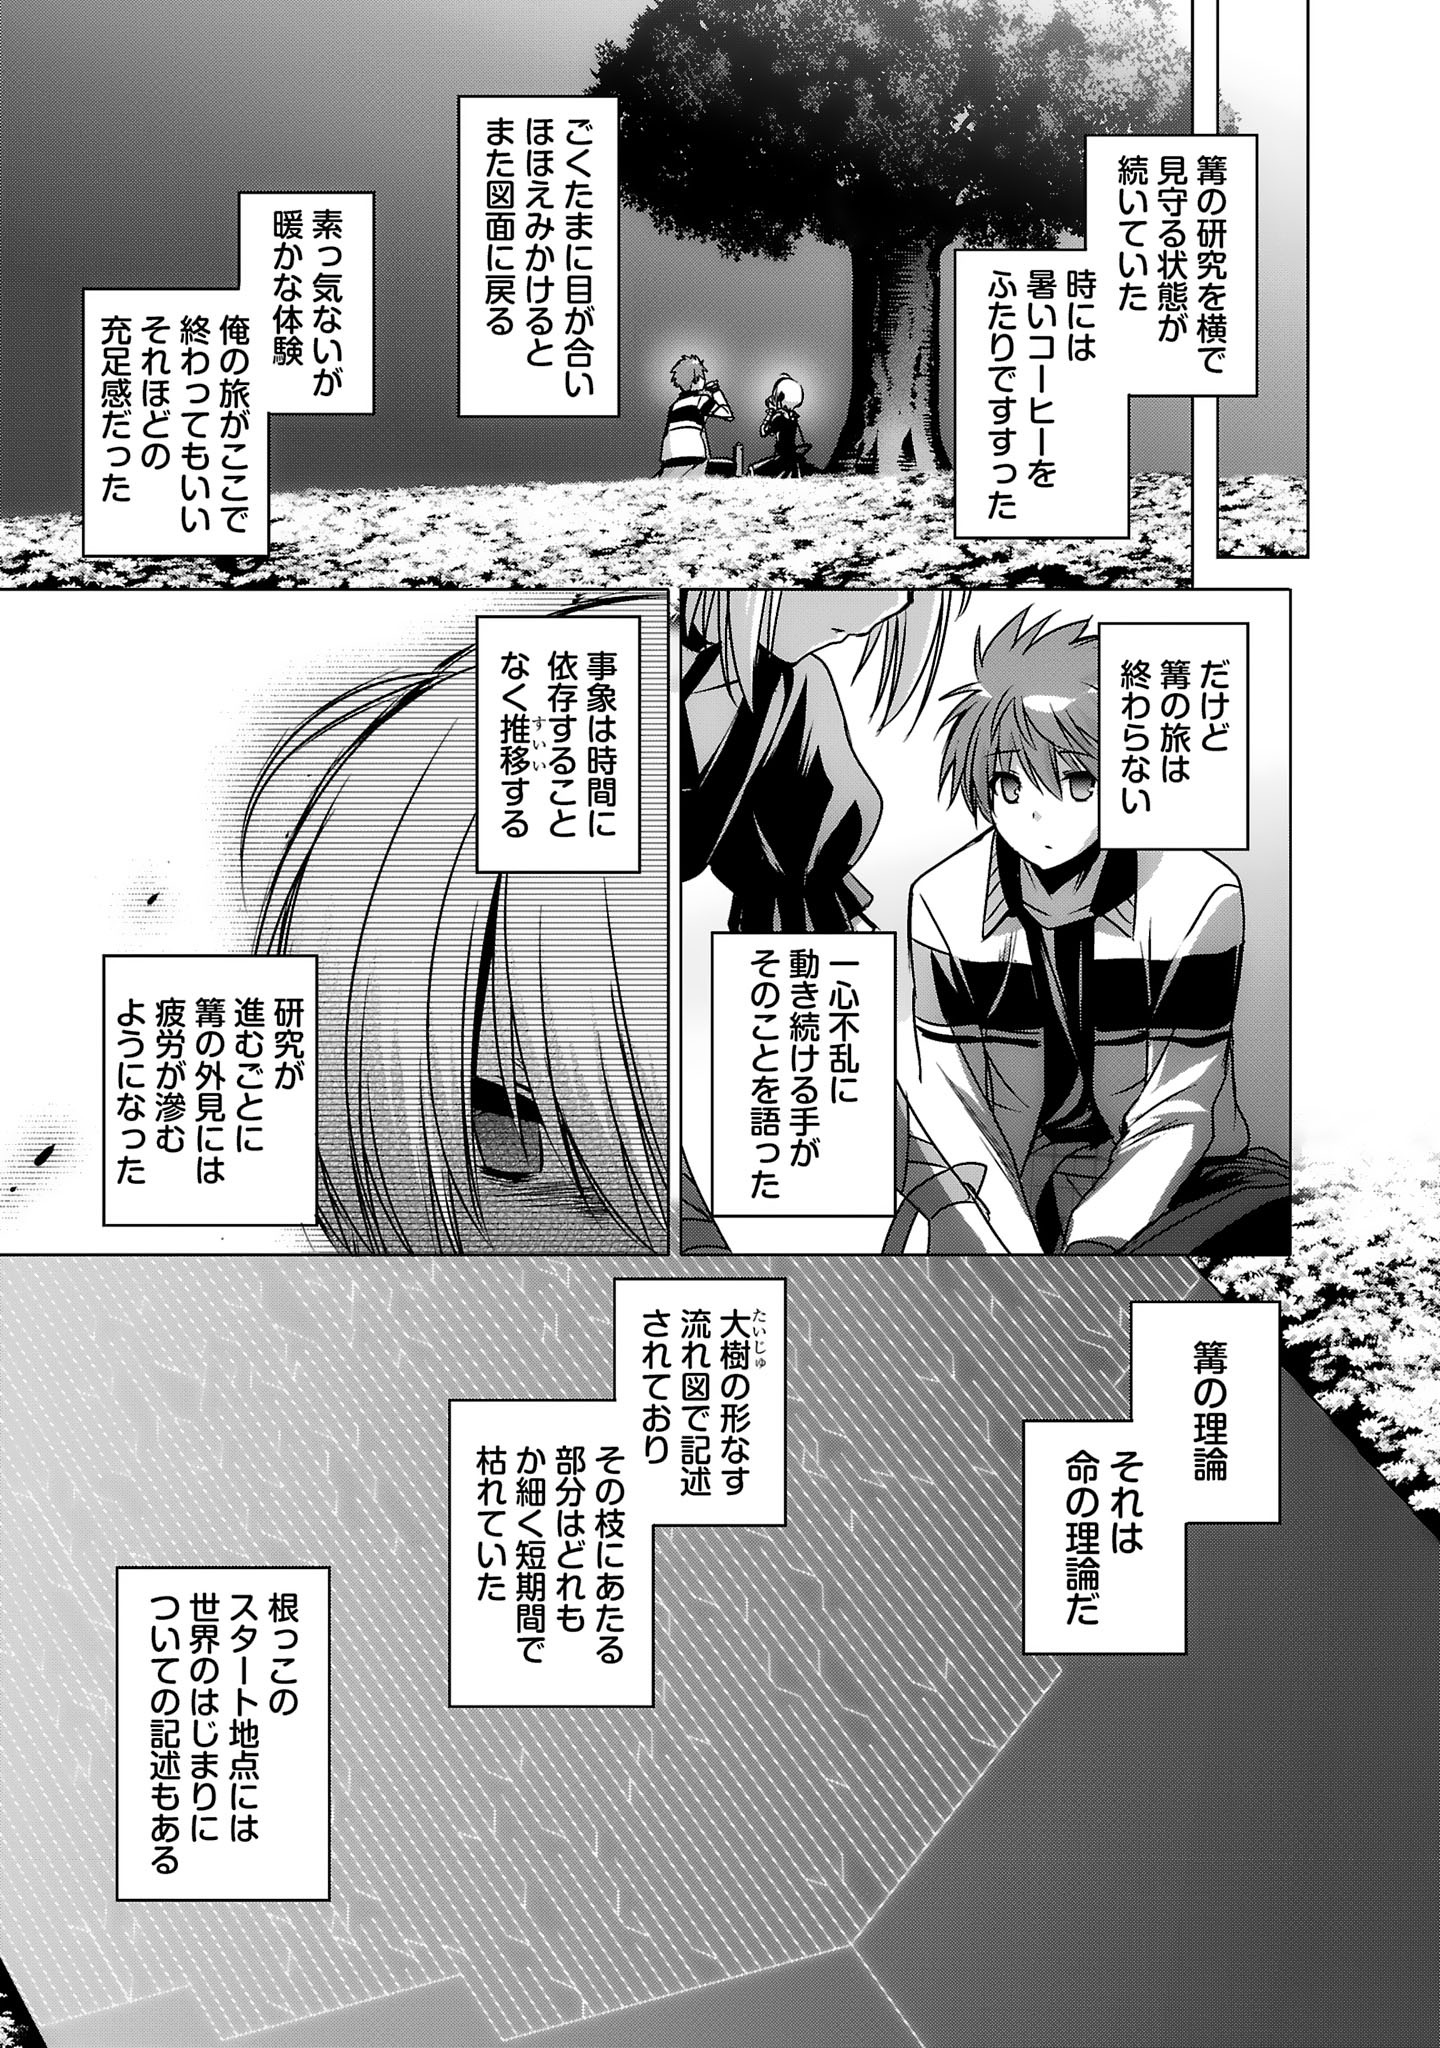 篝の研究を横で
見守る状態が
続いていた
時には
暑いコーヒーを
ふたりですすった
ごくたまに目が合い
ほほえみかけると
また図面に戻る
素っ気ないが
暖かな体験
俺の旅がここで
終わってもいい
それほどの
充足感だった
だけど
篝の旅は
終わらない
一心不乱に
動き続ける手が
そのことを語った
事象は時間に
依存すること
なく推移する
すいい
研究が
進むごとに
篝の外見には
疲労が滲む
ようになった
篝の理論
それは
命の理論だ
大樹の形なす
たいじゅ
流れ図で記述
されており
その枝にあたる
部分はどれも
か細く短期間で
枯れていた
根っこの
スタート地点には
世界のはじまりに
ついての記述もある